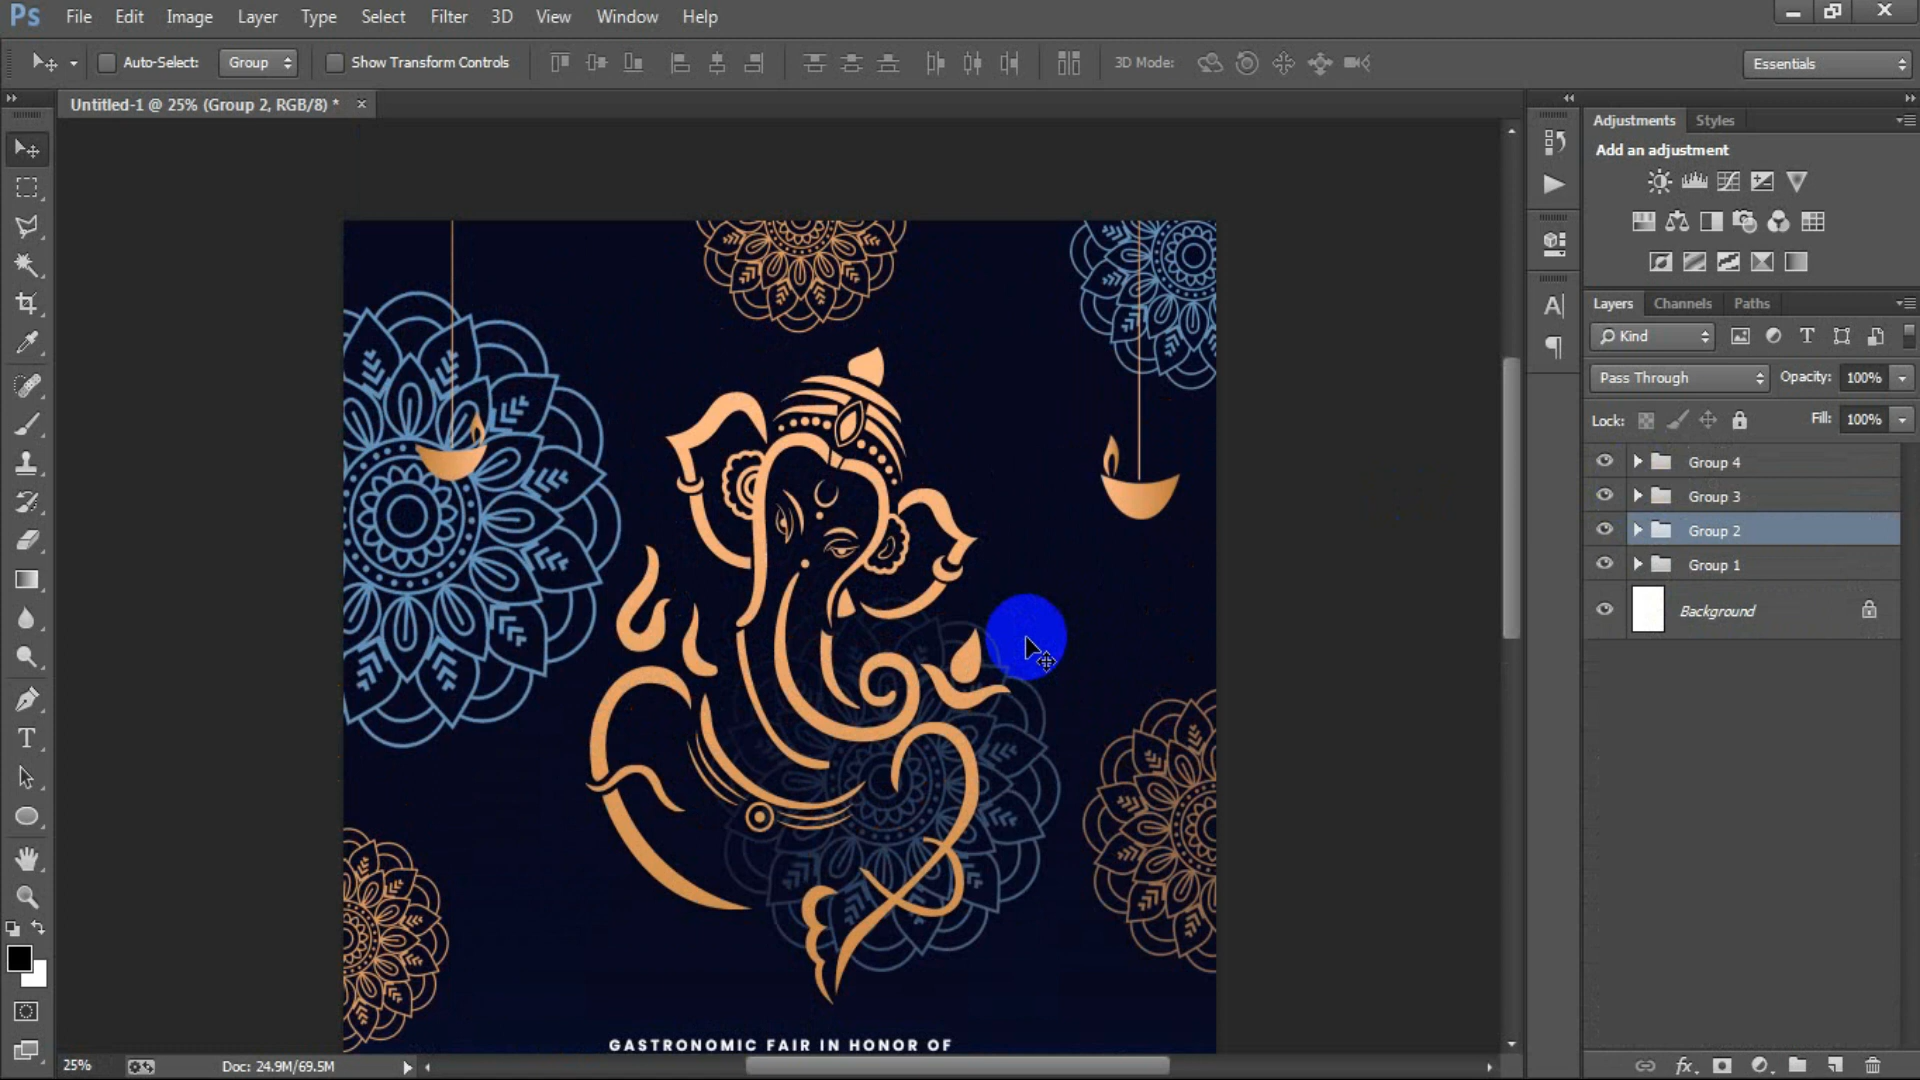 Ps File Edit Image Layer Type Select Filter 3D View Window Help
Auto-Select: Group Show Transform Controls 3D Mode: Essentials
Untitled-1 @ 25% (Group 2, RGB/8) *
Adjustments Styles
Add an adjustment
Layers Channels Paths
Kind
Pass Through Opacity: 100%
Lock: Fill: 100%
Group 4
Group 3
Group 2
Group 1
Background
GASTRONOMIC FAIR IN HONOR OF
25% Doc: 24.9M/69.5M